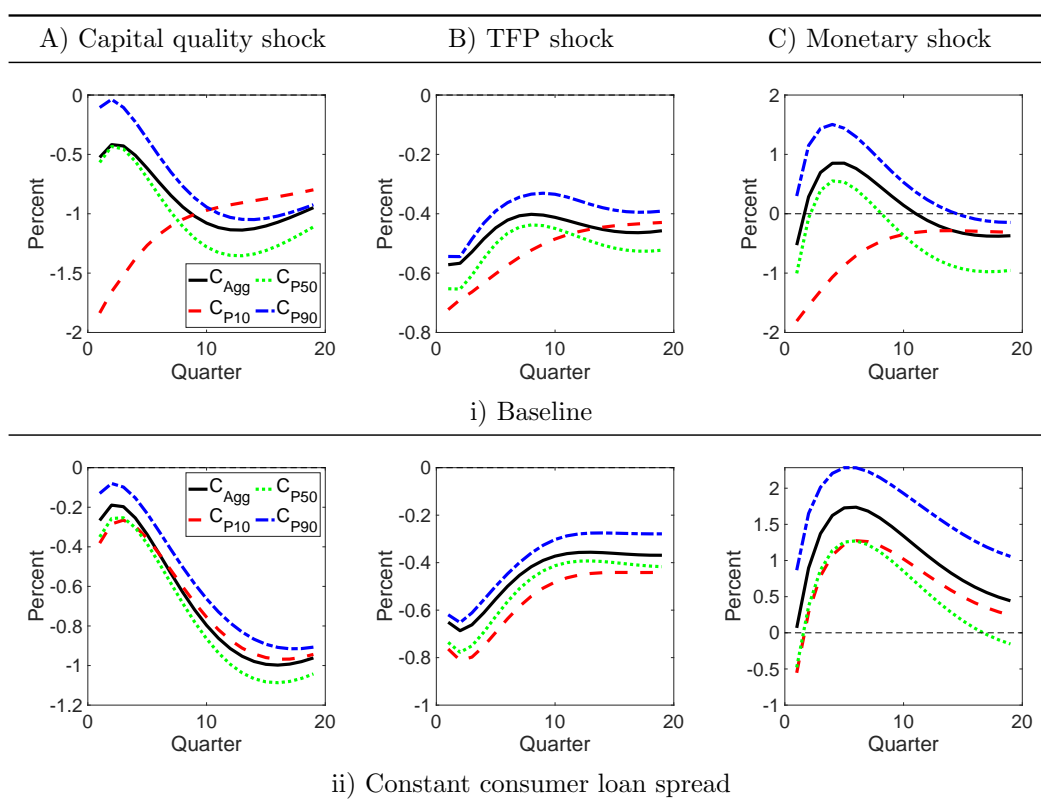 A) Capital quality shock
B) TFP shock
C) Monetary shock
0
-0.5
-1
-1.5
-2
Percent
C_Agg
C_P50
C_P10
C_P90
0
10
20
Quarter
0
-0.2
-0.4
-0.6
-0.8
Percent
0
10
20
Quarter
2
1
0
-1
-2
Percent
0
10
20
Quarter
i) Baseline
0
-0.2
-0.4
-0.6
-0.8
-1
-1.2
Percent
C_Agg
C_P50
C_P10
C_P90
0
10
20
Quarter
0
-0.2
-0.4
-0.6
-0.8
-1
Percent
0
10
20
Quarter
2
1.5
1
0.5
0
-0.5
-1
Percent
0
10
20
Quarter
ii) Constant consumer loan spread